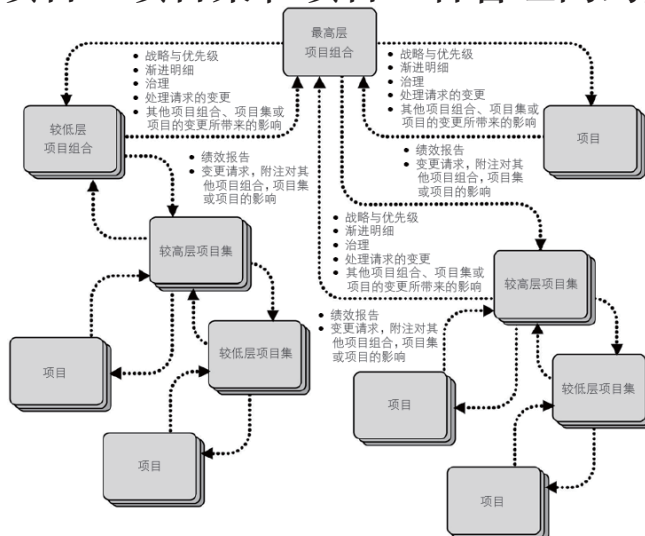 最高层
项目组合
• 战略与优先级
• 渐进明细
• 治理
• 处理请求的变更
• 其他项目组合、项目集或
项目的变更所带来的影响
• 战略与优先级
• 渐进明细
• 治理
• 处理请求的变更
• 其他项目组合、项目集或
项目的变更所带来的影响
较低层
项目组合
项目
• 绩效报告
• 变更请求，附注对其
他项目组合，项目集
或项目的影响
• 绩效报告
• 变更请求，附注对其
他项目组合，项目集
或项目的影响
• 战略与优先级
• 渐进明细
• 治理
• 处理请求的变更
• 其他项目组合、项目集或
项目的变更所带来的影响
较高层项目集
较高层项目集
• 绩效报告
• 变更请求，附注对其
他项目组合，项目集
或项目的影响
较低层项目集
项目
较低层项目集
项目
项目
项目